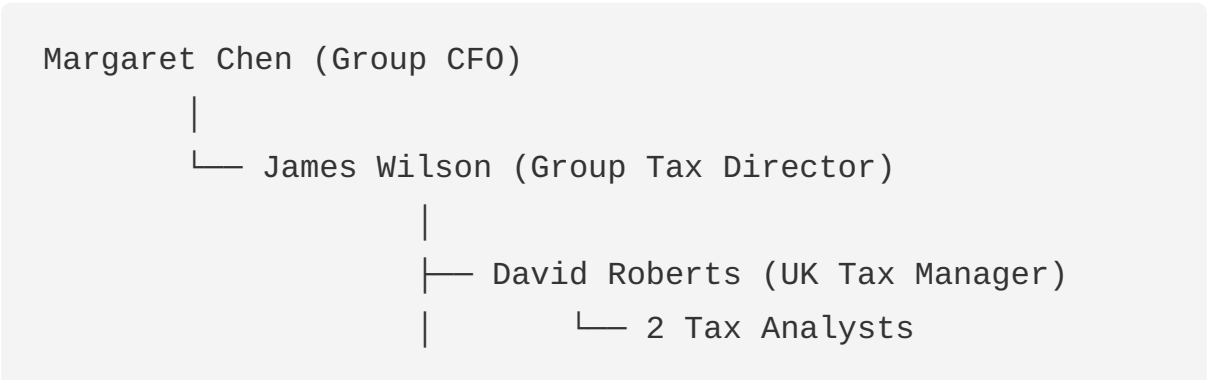 Margaret Chen (Group CFO)
│
└── James Wilson (Group Tax Director)
│
├── David Roberts (UK Tax Manager)
│ └── 2 Tax Analysts